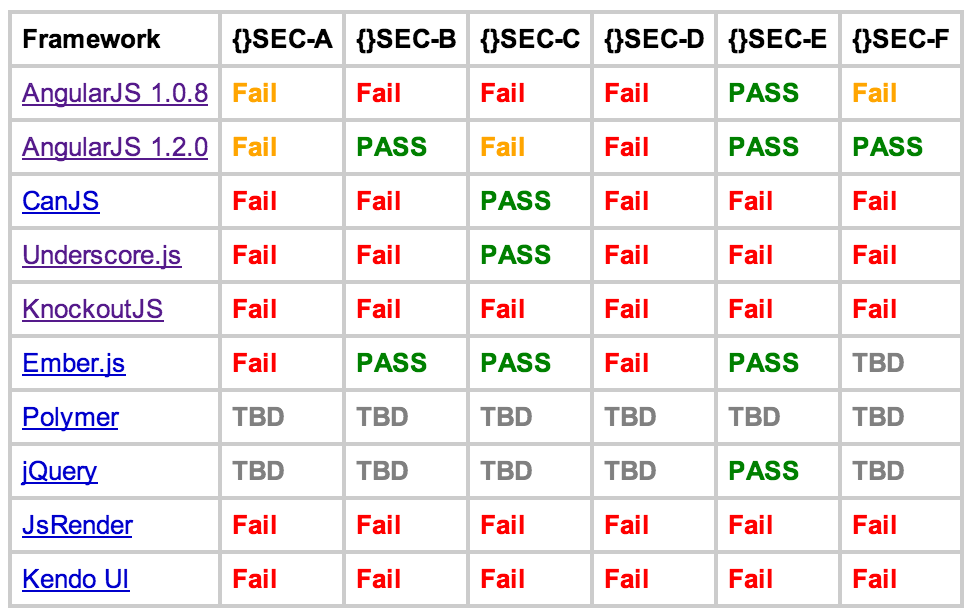 Framework {}SEC-A {}SEC-B {}SEC-C {}SEC-D {}SEC-E {}SEC-F
AngularJS 1.0.8 Fail Fail Fail Fail PASS Fail
AngularJS 1.2.0 Fail PASS Fail Fail PASS PASS
CanJS Fail Fail PASS Fail Fail Fail
Underscore.js Fail Fail PASS Fail Fail Fail
KnockoutJS Fail Fail Fail Fail Fail Fail
Ember.js Fail PASS PASS Fail PASS TBD
Polymer TBD TBD TBD TBD TBD TBD
jQuery TBD TBD TBD TBD PASS TBD
JsRender Fail Fail Fail Fail Fail Fail
Kendo UI Fail Fail Fail Fail Fail Fail